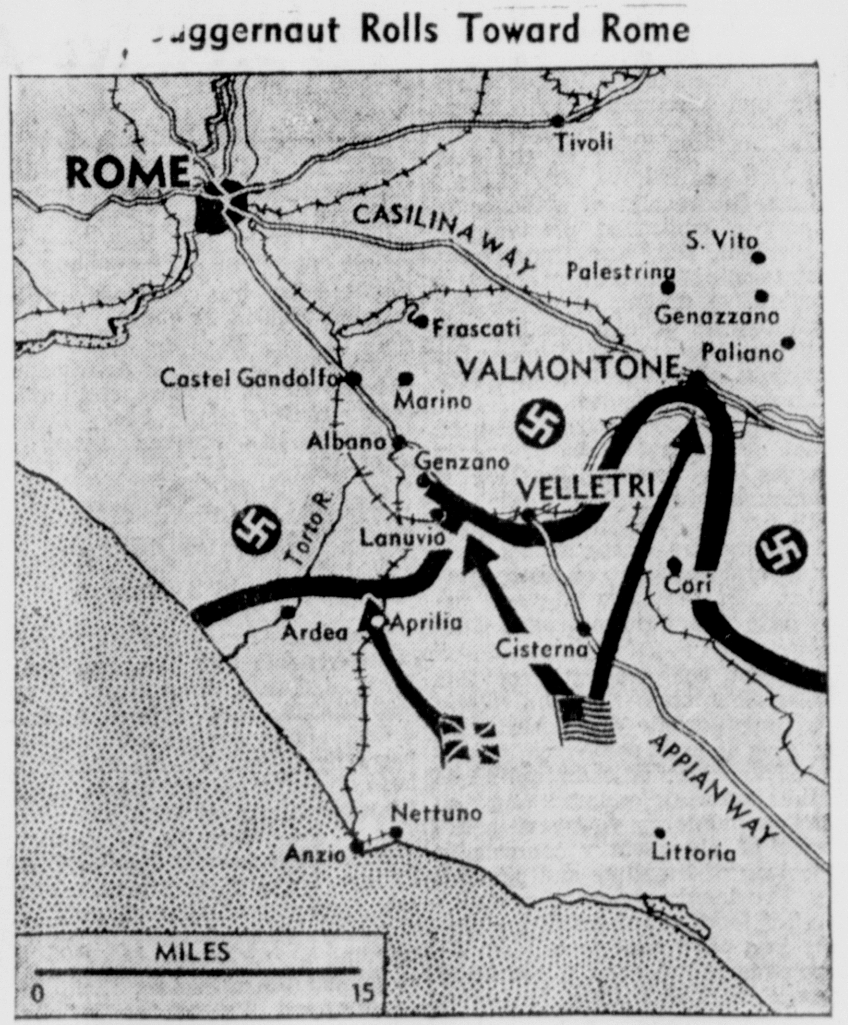 Juggernaut Rolls Toward Rome
Tivoli
ROME
CASILINA WAY
S. Vito
Palestrina
Genazzano
Frascati
Paliano
VALMONTONE
Castel Gandolfo
Marino
Albano
Genzano
VELLETRI
Torto R.
Lanuvio
Cori
Ardea
Aprilia
Cisterna
APPIAN WAY
Nettuno
Anzio
Littoria
MILES
0 15